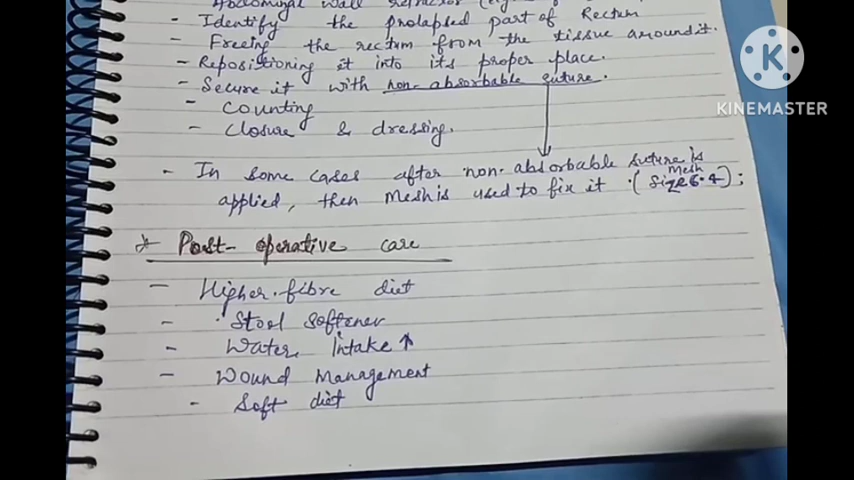 Abdominal wall retractor
- Identify the prolapsed part of Rectum
- Freeing the rectum from the tissue around it.
- Repositioning it into its proper place.
- Secure it with non-absorbable suture.
- Counting
- Closure & dressing.
- In some cases after non-absorbable suture is
applied, then Mesh is used to fix it. (Mesh Size 6.4);
* Post-operative care
- Higher fibre diet
- Stool softener
- Water Intake ↑
- Wound management
- Soft diet
K
KINEMASTER